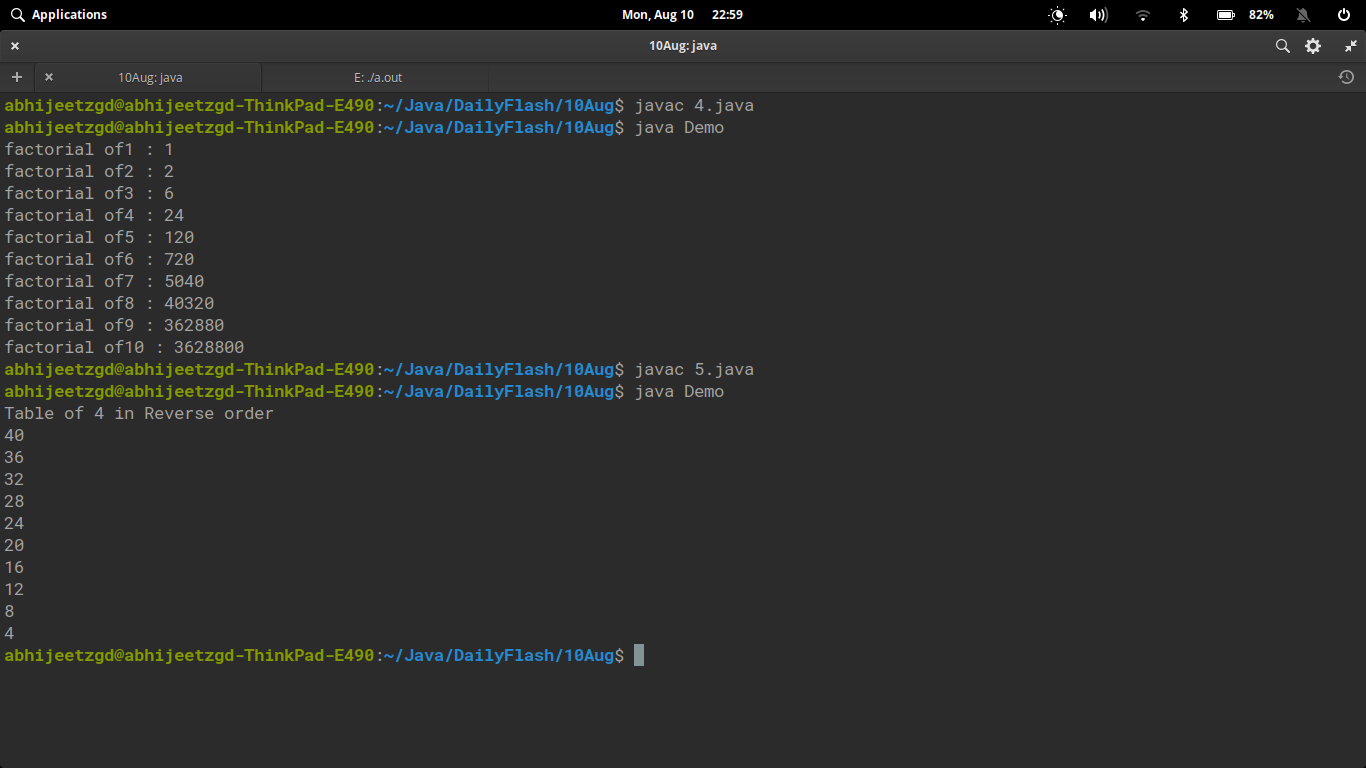 Applications
Mon, Aug 10 22:59
82%
10Aug: java
10Aug: java
E: ./a.out
abhijeetzgd@abhijeetzgd-ThinkPad-E490:~/Java/DailyFlash/10Aug$ javac 4.java
abhijeetzgd@abhijeetzgd-ThinkPad-E490:~/Java/DailyFlash/10Aug$ java Demo
factorial of1 : 1
factorial of2 : 2
factorial of3 : 6
factorial of4 : 24
factorial of5 : 120
factorial of6 : 720
factorial of7 : 5040
factorial of8 : 40320
factorial of9 : 362880
factorial of10 : 3628800
abhijeetzgd@abhijeetzgd-ThinkPad-E490:~/Java/DailyFlash/10Aug$ javac 5.java
abhijeetzgd@abhijeetzgd-ThinkPad-E490:~/Java/DailyFlash/10Aug$ java Demo
Table of 4 in Reverse order
40
36
32
28
24
20
16
12
8
4
abhijeetzgd@abhijeetzgd-ThinkPad-E490:~/Java/DailyFlash/10Aug$